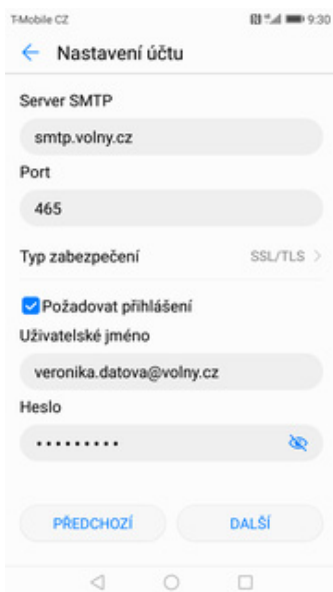 T-Mobile CZ 9:30
Nastavení účtu
Server SMTP
smtp.volny.cz
Port
465
Typ zabezpečení SSL/TLS
Požadovat přihlášení
Uživatelské jméno
veronika.datova@volny.cz
Heslo
•••••••••
PŘEDCHOZÍ DALŠÍ